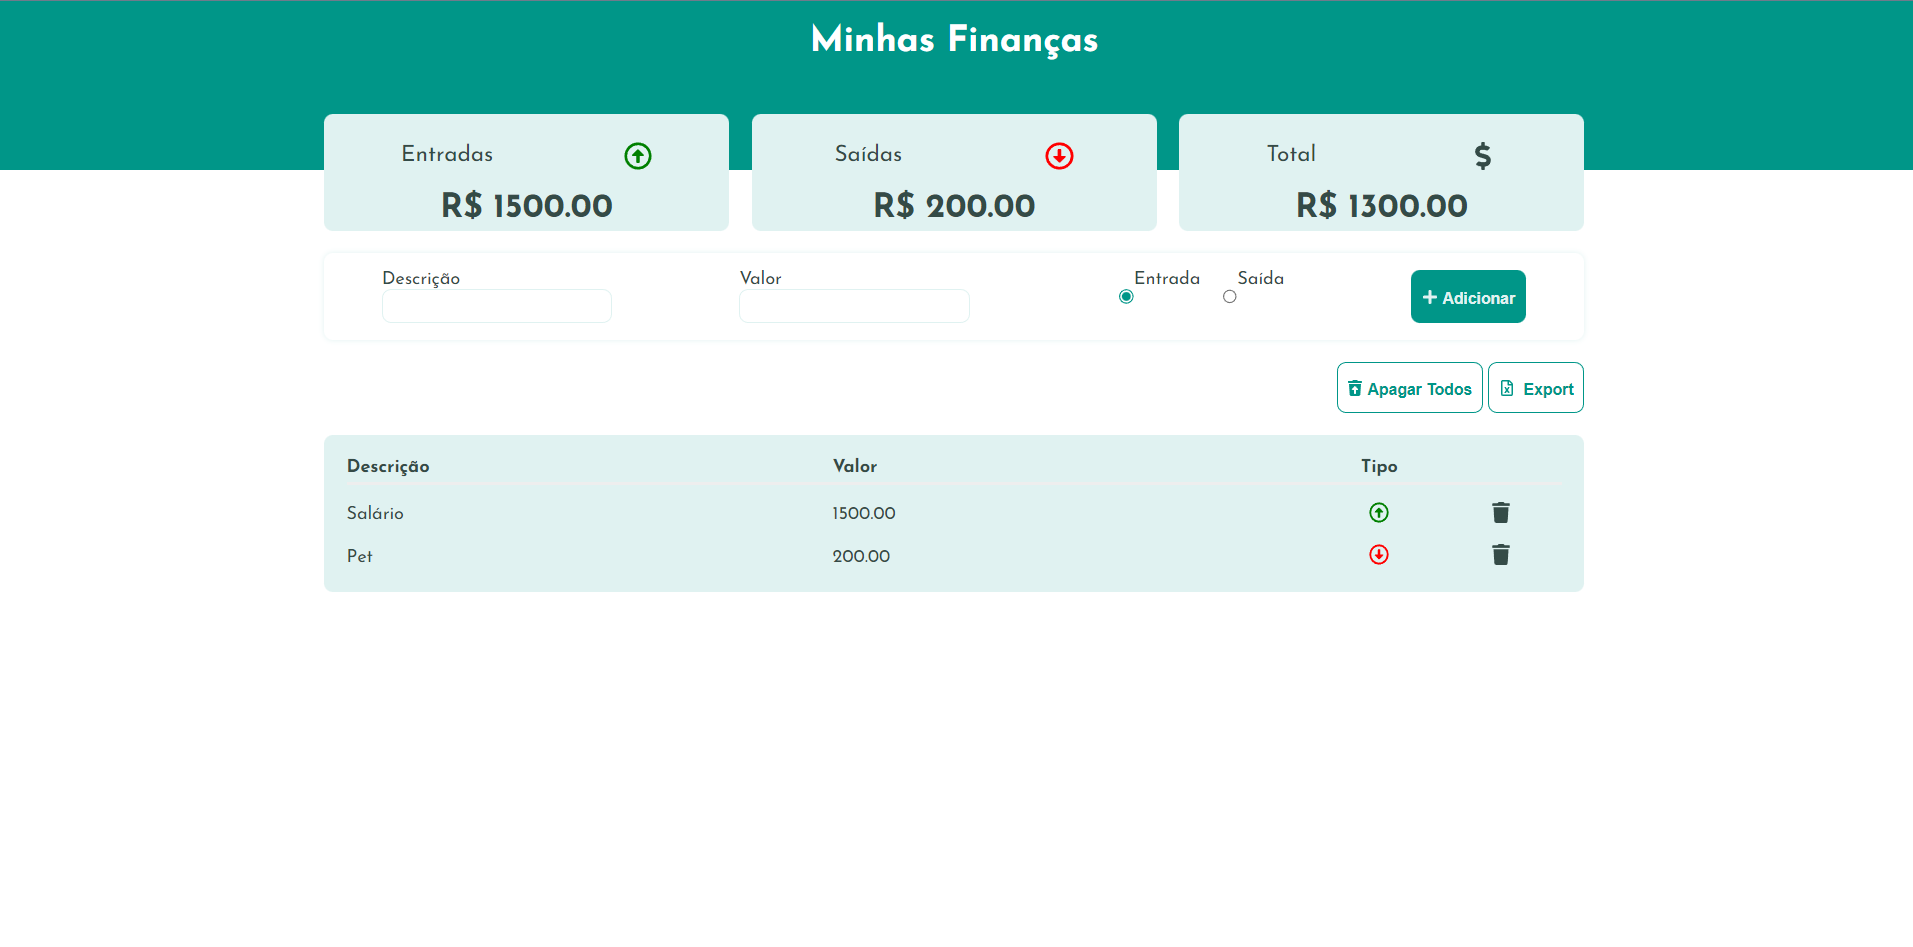 Minhas Finanças
Entradas
R$ 1500.00
Saídas
R$ 200.00
Total
$
R$ 1300.00
Descrição
Valor
Entrada
Saída
Adicionar
Apagar Todos
Export
Descrição Valor Tipo
Salário 1500.00
Pet 200.00